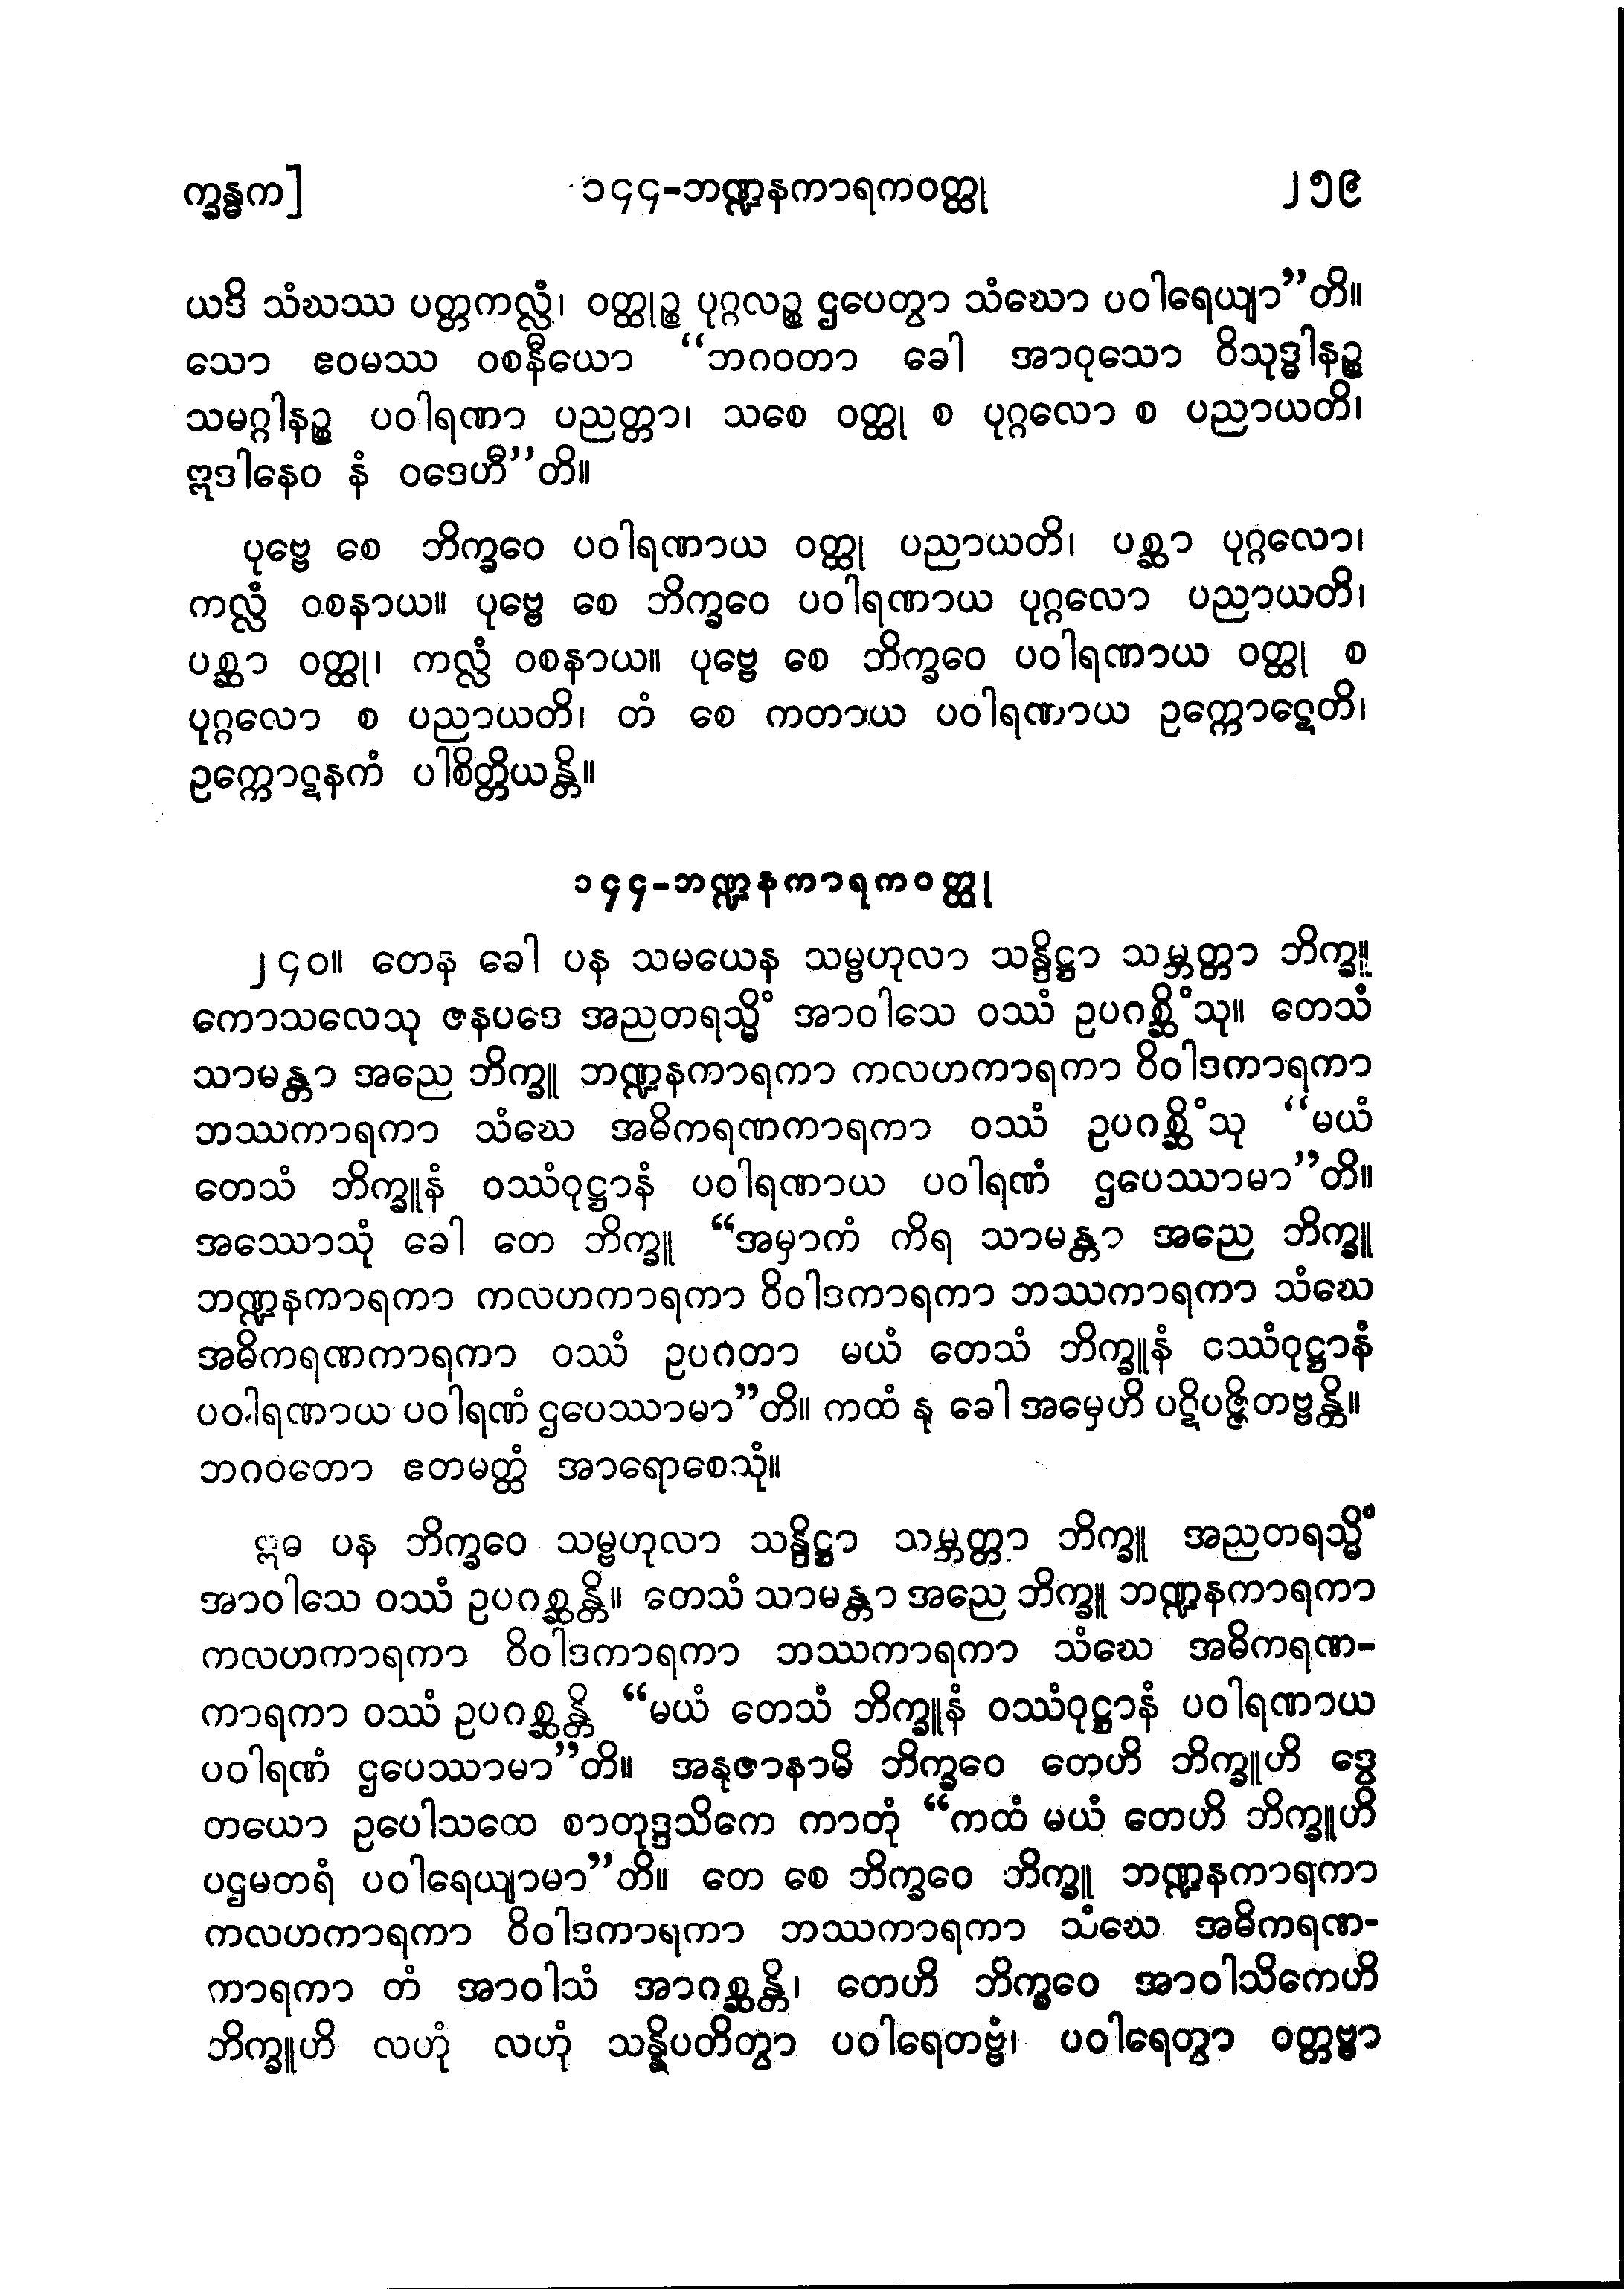 က္ခန္ဓက] ၁၄၄-ဘဏ္ဍနကာရကဝတ္ထု ၂၅၉
ယဒိ သံဃဿ ပတ္တကလ္လံ၊ ဝတ္ထုဉ္စ ပုဂ္ဂလဉ္စ ဌပေတွာ သံဃော ပဝါရေယျာ”တိ။
သော ဧဝမဿ ဝစနီယော “ဘဂဝတာ ခေါ အာဝုသော ဝိသုဒ္ဓါနဉ္စ
သမဂ္ဂါနဉ္စ ပဝါရဏာ ပညတ္တာ၊ သစေ ဝတ္ထု စ ပုဂ္ဂလော စ ပညာယတိ၊
ဣဒါနေဝ နံ ဝဒေဟီ”တိ။
ပုဗ္ဗေ စေ ဘိက္ခဝေ ပဝါရဏာယ ဝတ္ထု ပညာယတိ၊ ပစ္ဆာ ပုဂ္ဂလော၊
ကလ္လံ ဝစနာယ။ ပုဗ္ဗေ စေ ဘိက္ခဝေ ပဝါရဏာယ ပုဂ္ဂလော ပညာယတိ၊
ပစ္ဆာ ဝတ္ထု၊ ကလ္လံ ဝစနာယ။ ပုဗ္ဗေ စေ ဘိက္ခဝေ ပဝါရဏာယ ဝတ္ထု စ
ပုဂ္ဂလော စ ပညာယတိ၊ တံ စေ ကတာယ ပဝါရဏာယ ဥက္ကောဋေတိ၊
ဥက္ကောဋနကံ ပါစိတ္တိယန္တိ။
၁၄၄-ဘဏ္ဍနကာရကဝတ္ထု
၂၄၀။ တေန ခေါ ပန သမယေန သမ္ဗဟုလာ သန္ဒိဋ္ဌာ သမ္ဘတ္တာ ဘိက္ခူ
ကောသလေသု ဇနပဒေ အညတရသ္မိံ အာဝါသေ ဝဿံ ဥပဂစ္ဆိံသု။ တေသံ
သာမန္တာ အညေ ဘိက္ခူ ဘဏ္ဍနကာရကာ ကလဟကာရကာ ဝိဝါဒကာရကာ
ဘဿကာရကာ သံဃေ အဓိကရဏကာရကာ ဝဿံ ဥပဂစ္ဆိံသု “မယံ
တေသံ ဘိက္ခူနံ ဝဿံဝုဋ္ဌာနံ ပဝါရဏာယ ပဝါရဏံ ဌပေဿာမာ”တိ။
အဿောသုံ ခေါ တေ ဘိက္ခူ “အမှာကံ ကိရ သာမန္တာ အညေ ဘိက္ခူ
ဘဏ္ဍနကာရကာ ကလဟကာရကာ ဝိဝါဒကာရကာ ဘဿကာရကာ သံဃေ
အဓိကရဏကာရကာ ဝဿံ ဥပဂတာ မယံ တေသံ ဘိက္ခူနံ ဝဿံဝုဋ္ဌာနံ
ပဝါရဏာယ ပဝါရဏံ ဌပေဿာမာ”တိ။ ကထံ နု ခေါ အမှေဟိ ပဋိပဇ္ဇိတဗ္ဗန္တိ။
ဘဂဝတော ဧတမတ္ထံ အာရောစေသုံ။
ဣဓ ပန ဘိက္ခဝေ သမ္ဗဟုလာ သန္ဒိဋ္ဌာ သမ္ဘတ္တာ ဘိက္ခူ အညတရသ္မိံ
အာဝါသေ ဝဿံ ဥပဂစ္ဆန္တိ။ တေသံ သာမန္တာ အညေ ဘိက္ခူ ဘဏ္ဍနကာရကာ
ကလဟကာရကာ ဝိဝါဒကာရကာ ဘဿကာရကာ သံဃေ အဓိကရဏ-
ကာရကာ ဝဿံ ဥပဂစ္ဆန္တိ “မယံ တေသံ ဘိက္ခူနံ ဝဿံဝုဋ္ဌာနံ ပဝါရဏာယ
ပဝါရဏံ ဌပေဿာမာ”တိ။ အနုဇာနာမိ ဘိက္ခဝေ တေဟိ ဘိက္ခူဟိ ဒွေ
တယော ဥပေါသထေ စာတုဒ္ဒသိကေ ကာတုံ “ကထံ မယံ တေဟိ ဘိက္ခူဟိ
ပဌမတရံ ပဝါရေယျာမာ”တိ။ တေ စေ ဘိက္ခဝေ ဘိက္ခူ ဘဏ္ဍနကာရကာ
ကလဟကာရကာ ဝိဝါဒကာရကာ ဘဿကာရကာ သံဃေ အဓိကရဏ-
ကာရကာ တံ အာဝါသံ အာဂစ္ဆန္တိ၊ တေဟိ ဘိက္ခဝေ အာဝါသိကေဟိ
ဘိက္ခူဟိ လဟုံ လဟုံ သန္နိပတိတွာ ပဝါရေတဗ္ဗံ၊ ပဝါရေတွာ ဝတ္တဗ္ဗာ